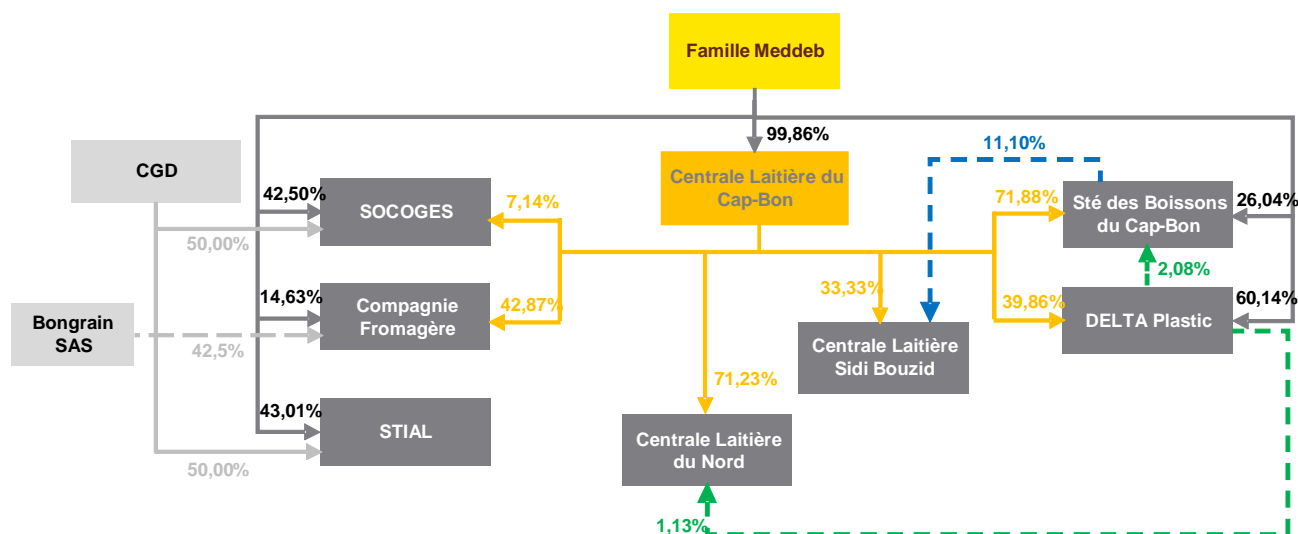 Famille Meddeb
99,86%
11,10%
CGD
Centrale Laitière du
Cap-Bon
42,50%
SOCOGES
7,14%
71,88%
Sté des Boissons
du Cap-Bon
26,04%
50,00%
2,08%
14,63%
Compagnie
Fromagère
42,87%
33,33%
39,86%
DELTA Plastic
60,14%
Bongrain
SAS
42,5%
Centrale Laitière
Sidi Bouzid
71,23%
43,01%
STIAL
Centrale Laitière
du Nord
50,00%
1,13%